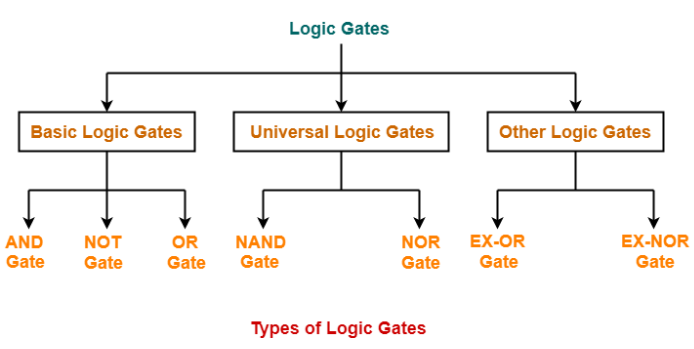 Logic Gates
Basic Logic Gates
Universal Logic Gates
Other Logic Gates
AND
Gate
NOT
Gate
OR
Gate
NAND
Gate
NOR
Gate
EX-OR
Gate
EX-NOR
Gate
Types of Logic Gates